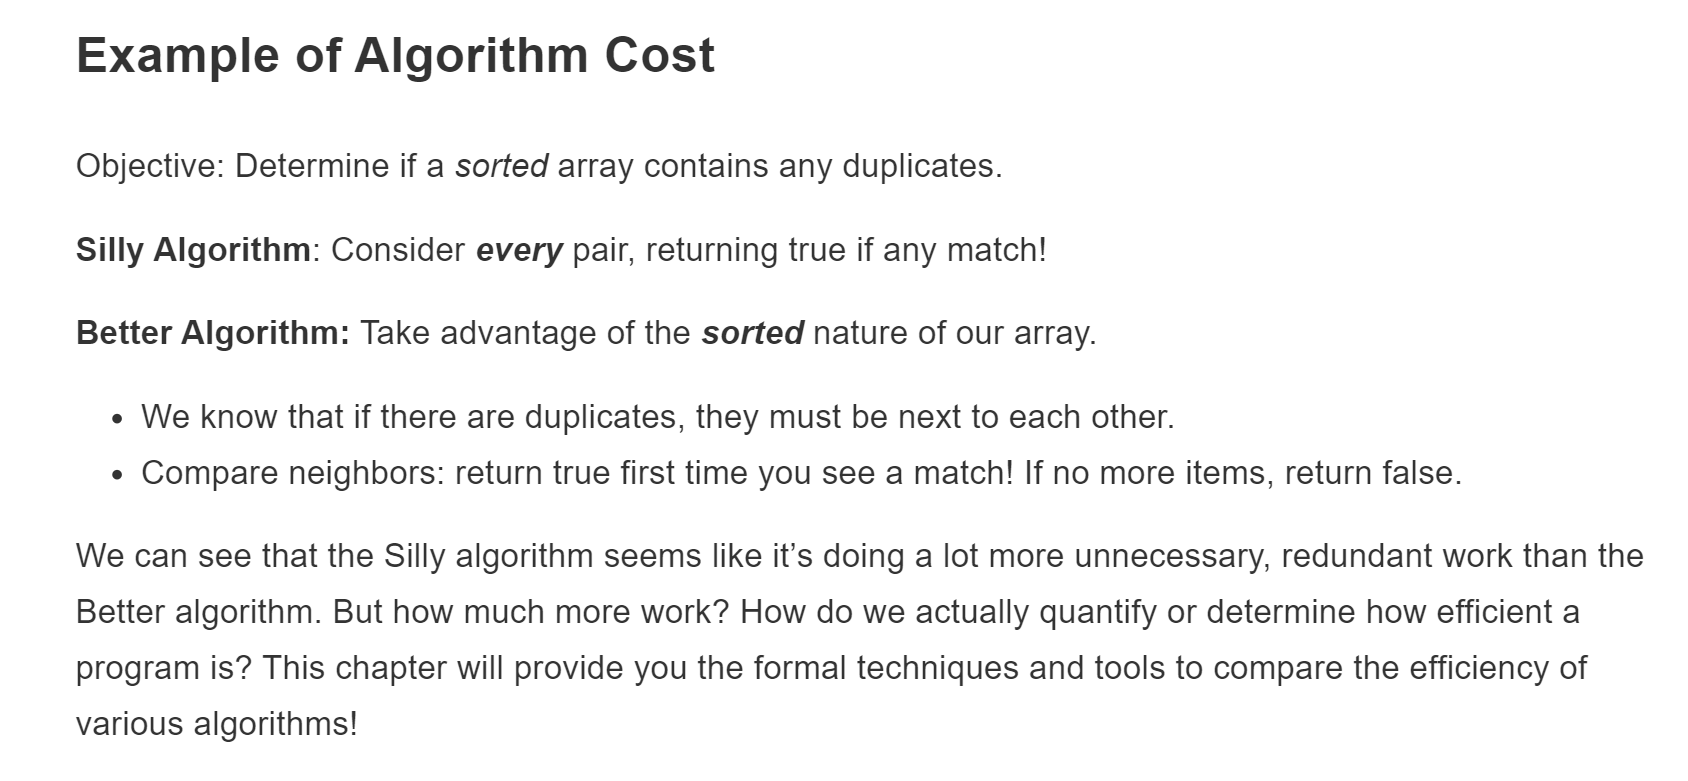 Example of Algorithm Cost
Objective: Determine if a sorted array contains any duplicates.
Silly Algorithm: Consider every pair, returning true if any match!
Better Algorithm: Take advantage of the sorted nature of our array.
• We know that if there are duplicates, they must be next to each other.
• Compare neighbors: return true first time you see a match! If no more items, return false.
We can see that the Silly algorithm seems like it’s doing a lot more unnecessary, redundant work than the
Better algorithm. But how much more work? How do we actually quantify or determine how efficient a
program is? This chapter will provide you the formal techniques and tools to compare the efficiency of
various algorithms!